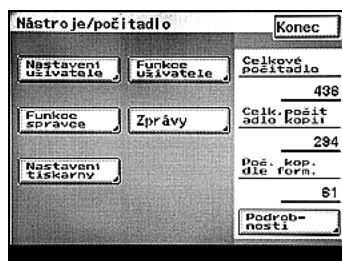 Nástroje/počitadlo
Konec
Nastavení
uživatele
Funkce
uživatele
Funkce
správce
Zprávy
Nastavení
tiskárny
Celkové
počitadlo
438
Celk.počít
adlo kopií
294
Poč. kop.
dle form.
61
Podrob-
nosti